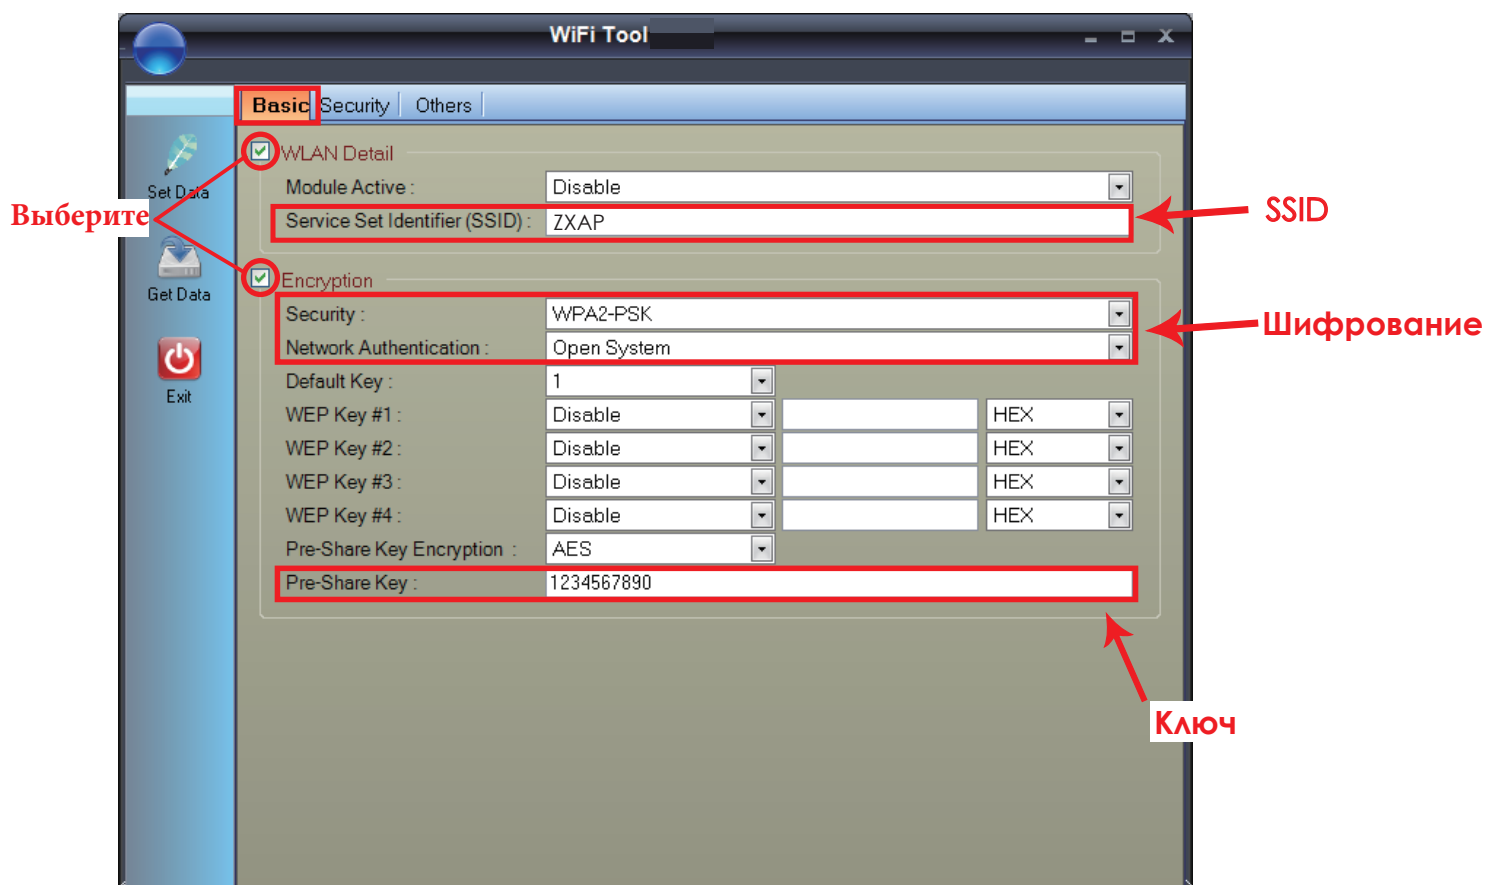 WiFi Tool
Basic Security Others
WLAN Detail
Set Data
Module Active : Disable
Выберите
Service Set Identifier (SSID) : ZXAP
SSID
Get Data
Encryption
Security : WPA2-PSK
Шифрование
Network Authentication : Open System
Exit
Default Key : 1
WEP Key #1 : Disable HEX
WEP Key #2 : Disable HEX
WEP Key #3 : Disable HEX
WEP Key #4 : Disable HEX
Pre-Share Key Encryption : AES
Pre-Share Key : 1234567890
Ключ